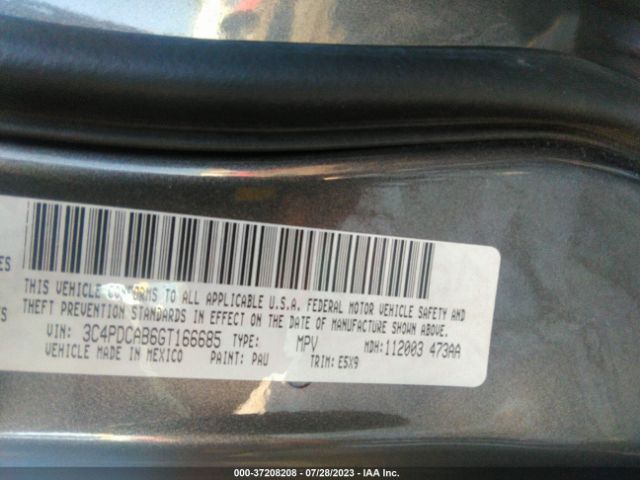 ES
THIS VEHICLE CONFORMS TO ALL APPLICABLE U.S.A. FEDERAL MOTOR VEHICLE SAFETY AND
THEFT PREVENTION STANDARDS IN EFFECT ON THE DATE OF MANUFACTURE SHOWN ABOVE.
VIN: 3C4PDCAB6GT166685 TYPE: MPV MDH: 112003 473AA
VEHICLE MADE IN MEXICO PAINT: PAU TRIM: E5X9
000-37208208 - 07/28/2023 - IAA Inc.